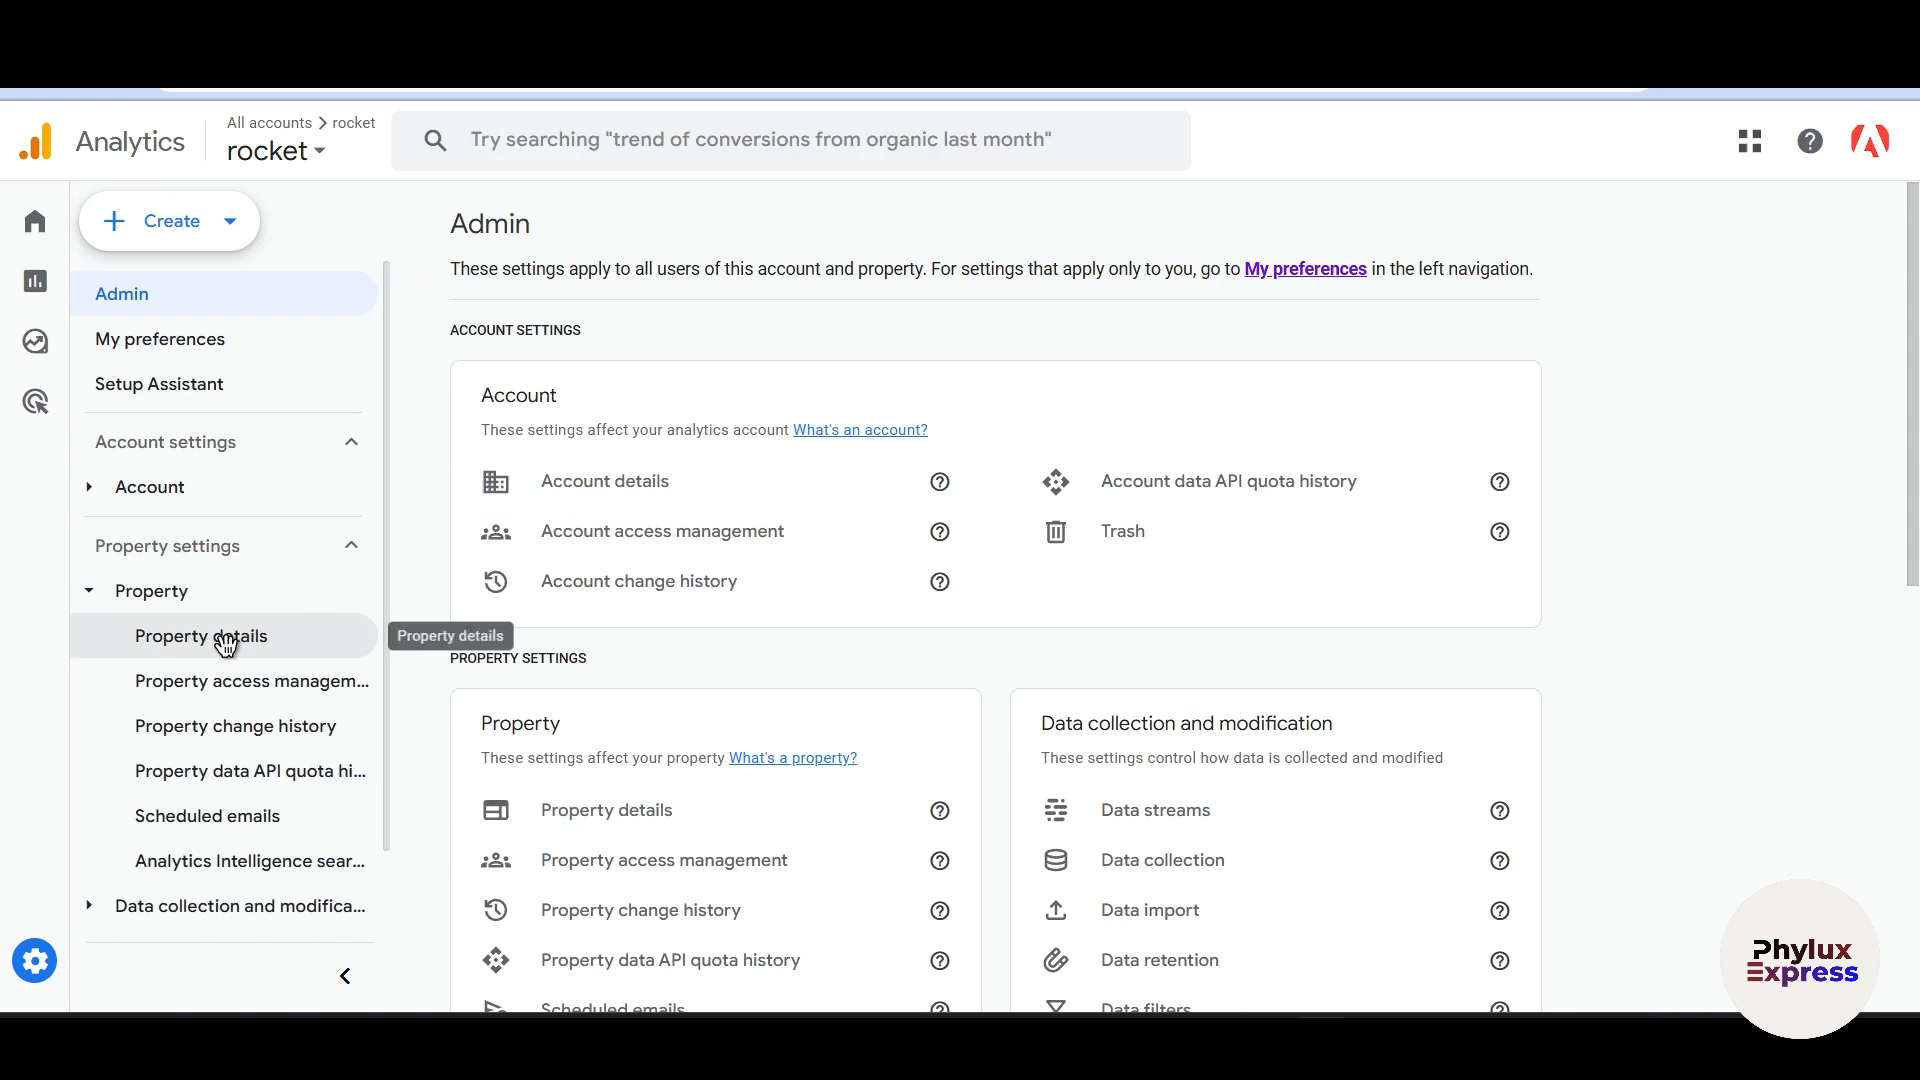 Analytics
All accounts > rocket
rocket
Try searching "trend of conversions from organic last month"
Create
Admin
My preferences
Setup Assistant
Account settings
Account
Property settings
Property
Property details
Property access managem...
Property change history
Property data API quota hi...
Scheduled emails
Analytics Intelligence sear...
Data collection and modifica...
Property details
Admin
These settings apply to all users of this account and property. For settings that apply only to you, go to My preferences in the left navigation.
ACCOUNT SETTINGS
Account
These settings affect your analytics account What's an account?
Account details
Account access management
Account change history
Account data API quota history
Trash
PROPERTY SETTINGS
Property
These settings affect your property What's a property?
Property details
Property access management
Property change history
Property data API quota history
Scheduled emails
Data collection and modification
These settings control how data is collected and modified
Data streams
Data collection
Data import
Data retention
Data filters
Phylux
Express